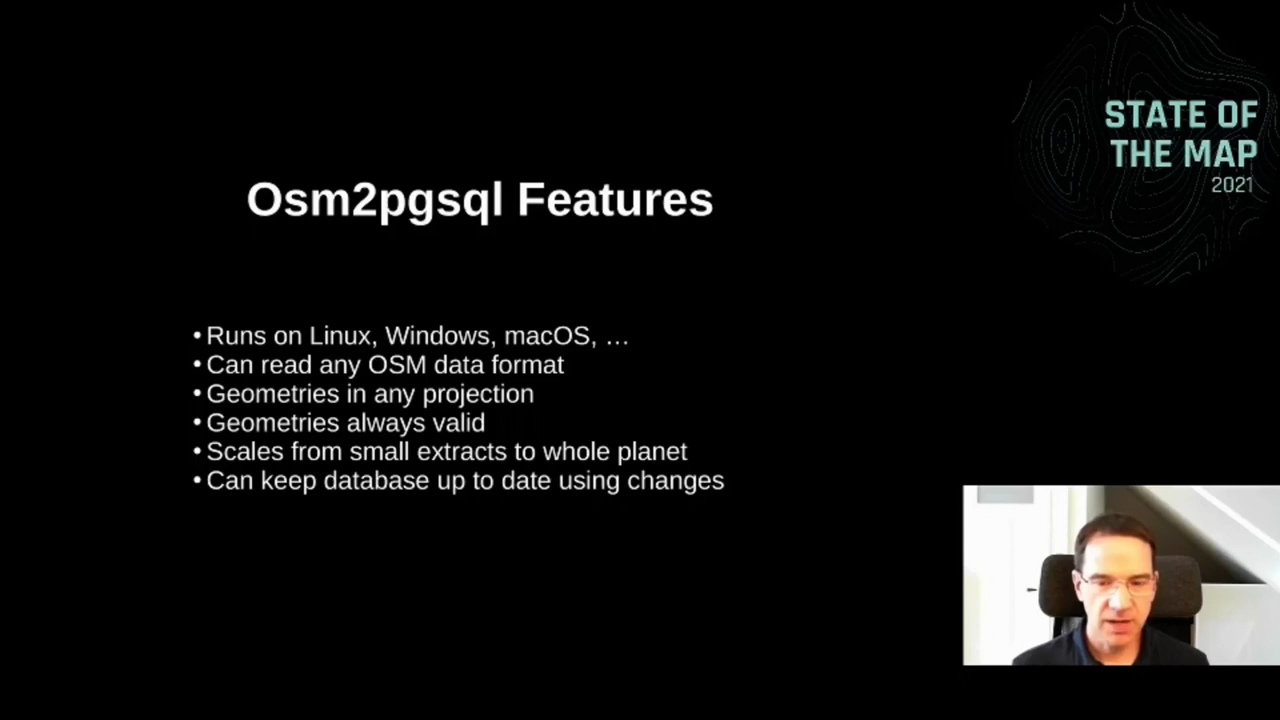 STATE OF
THE MAP
2021
Osm2pgsql Features
• Runs on Linux, Windows, macOS, …
• Can read any OSM data format
• Geometries in any projection
• Geometries always valid
• Scales from small extracts to whole planet
• Can keep database up to date using changes